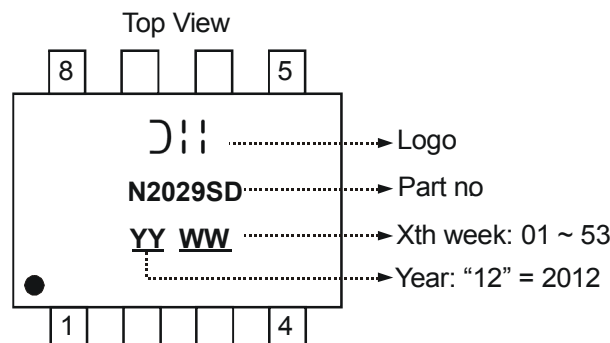 Top View
8 5
Logo
N2029SD Part no
YY WW Xth week: 01 ~ 53
Year: “12” = 2012
1 4